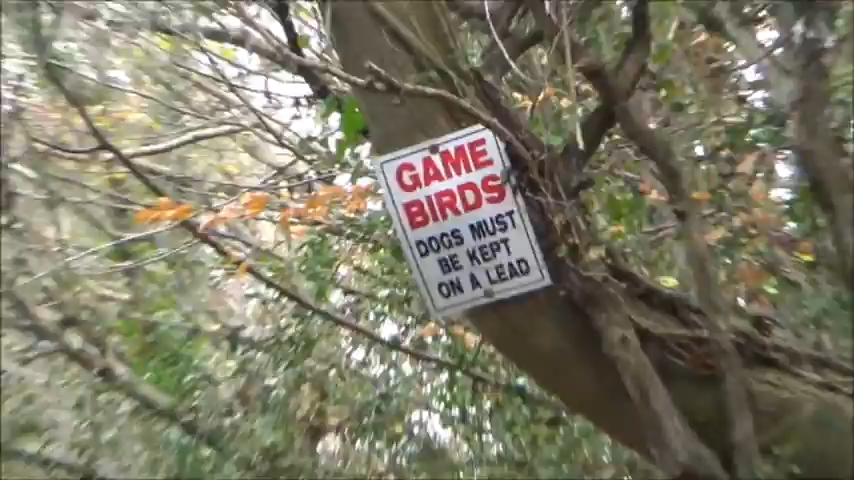 GAME
BIRDS
DOGS MUST
BE KEPT
ON A LEAD